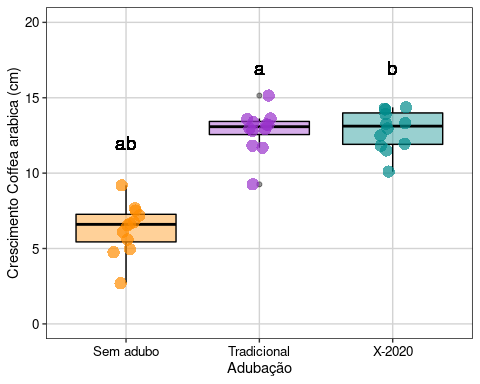 20
15
10
5
0
Crescimento Coffea arabica (cm)
ab
a
b
Sem adubo
Tradicional
X-2020
Adubação